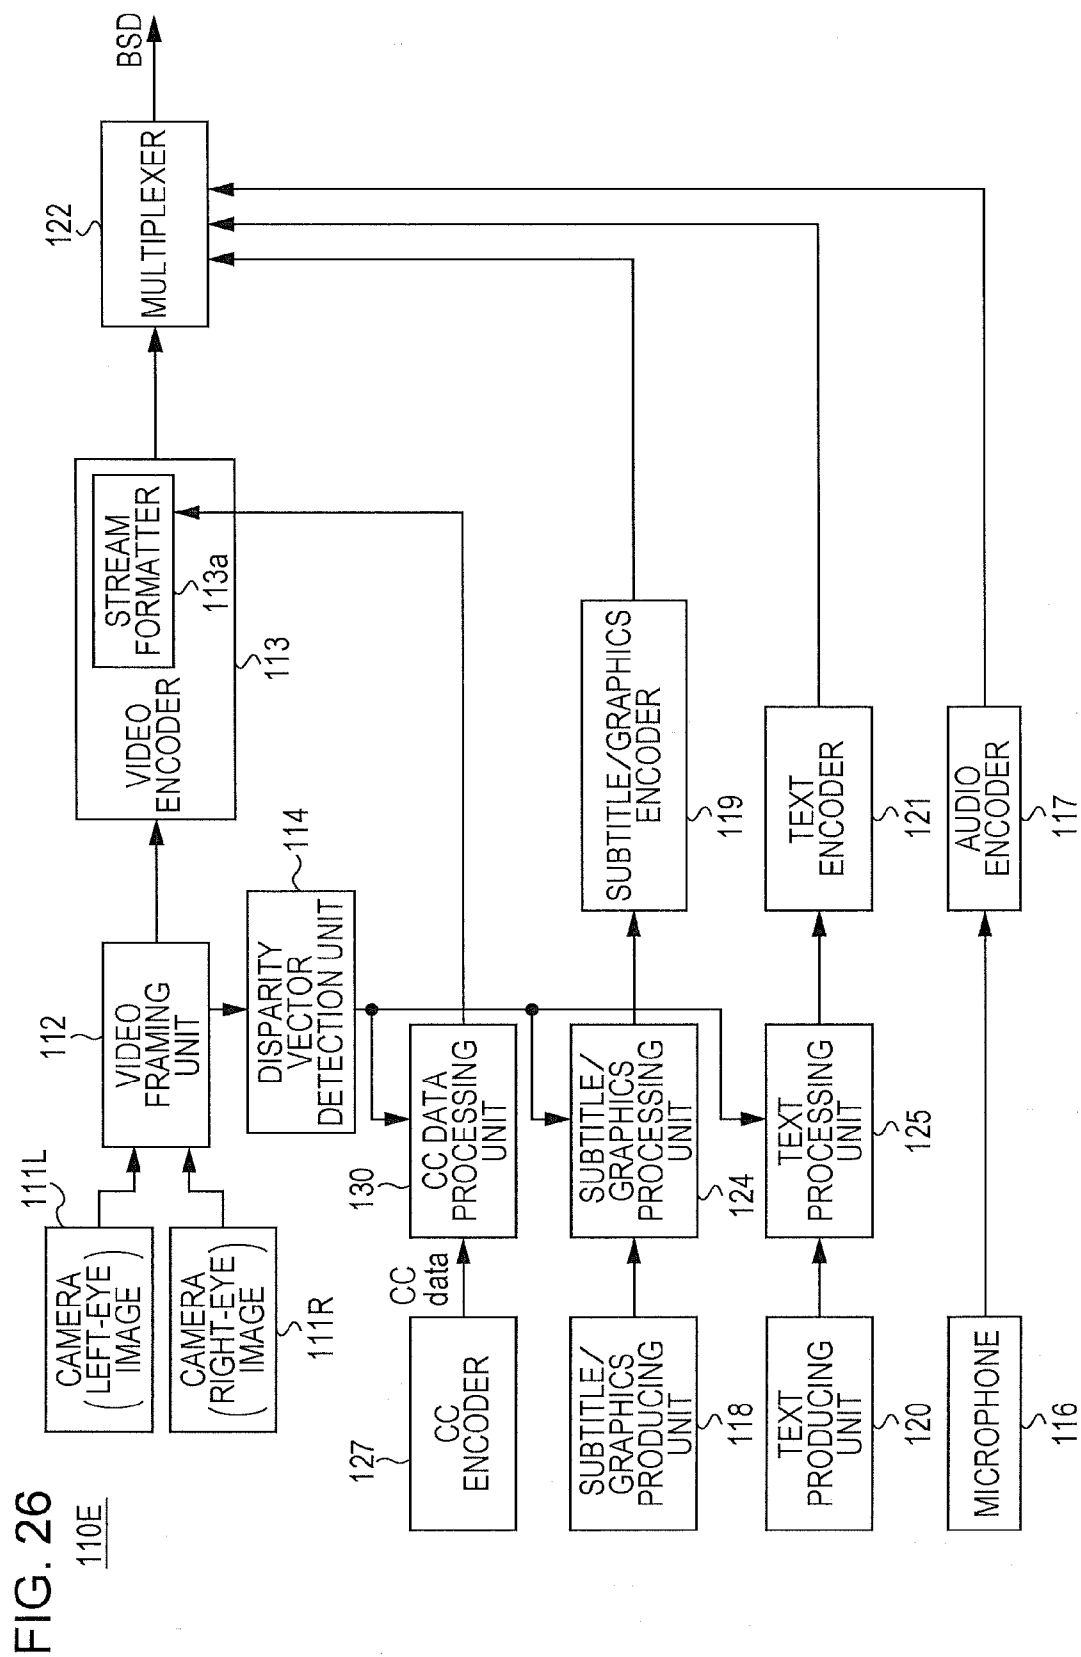 FIG. 26
110E
111L
CAMERA
(LEFT-EYE
IMAGE)
CAMERA
(RIGHT-EYE
IMAGE)
111R
112
VIDEO
FRAMING
UNIT
VIDEO
ENCODER
STREAM
FORMATTER
113a
113
122
MULTIPLEXER
BSD
DISPARITY
VECTOR
DETECTION UNIT
114
127
CC
ENCODER
CC
data
130
CC DATA
PROCESSING
UNIT
SUBTITLE/
GRAPHICS
PRODUCING
UNIT
118
SUBTITLE/
GRAPHICS
PROCESSING
UNIT
124
SUBTITLE/GRAPHICS
ENCODER
119
TEXT
PRODUCING
UNIT
120
TEXT
PROCESSING
UNIT
125
TEXT
ENCODER
121
MICROPHONE
116
AUDIO
ENCODER
117